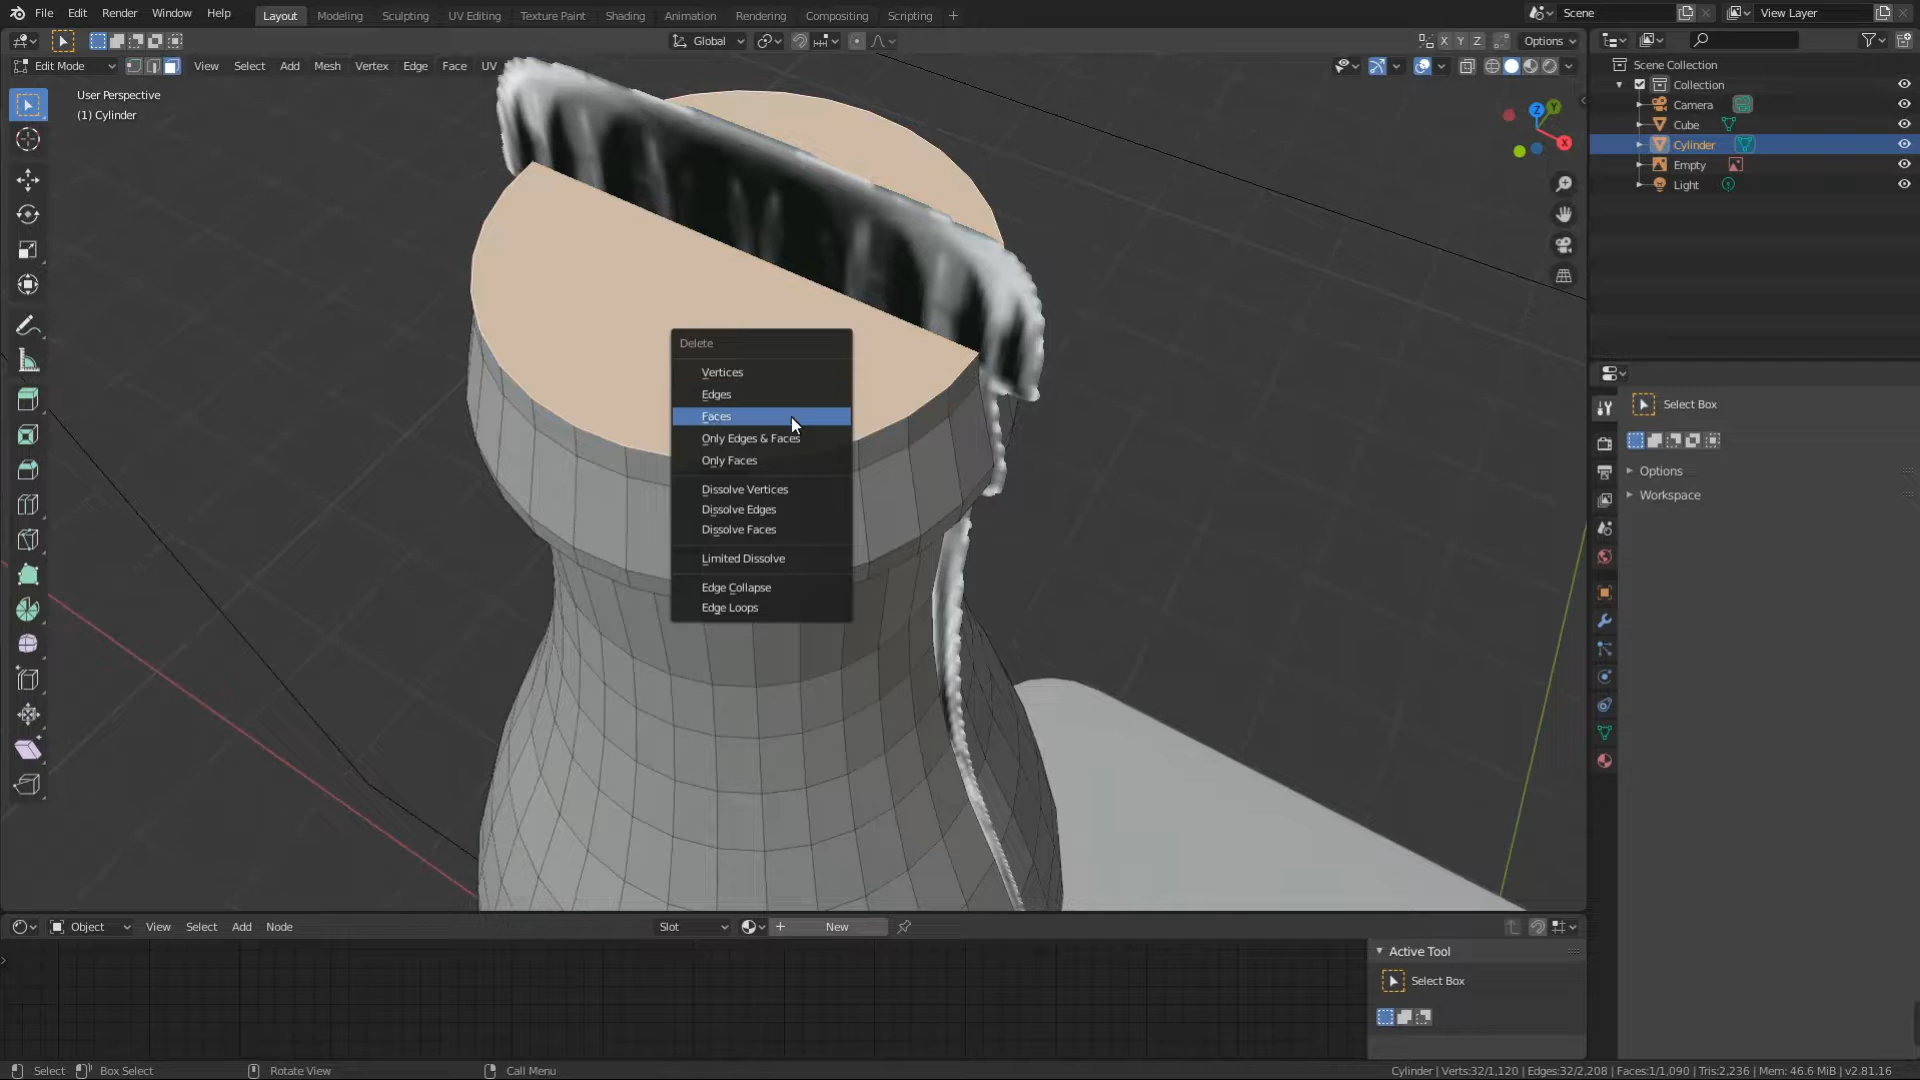 File Edit Render Window Help Layout Modeling Sculpting UV Editing Texture Paint Shading Animation Rendering Compositing Scripting + Scene View Layer
Global X Y Z Options
Edit Mode View Select Add Mesh Vertex Edge Face UV
User Perspective
(1) Cylinder
Z Y X
Scene Collection
Collection
Camera
Cube
Cylinder
Empty
Light
Delete
Vertices
Edges
Faces
Only Edges & Faces
Only Faces
Dissolve Vertices
Dissolve Edges
Dissolve Faces
Limited Dissolve
Edge Collapse
Edge Loops
Select Box
Options
Workspace
Object View Select Add Node Slot + New
Active Tool
Select Box
Select Box Select Rotate View Call Menu Cylinder | Verts:32/1,120 | Edges:32/2,208 | Faces:1/1,090 | Tris:2,236 | Mem: 46.6 MiB | v2.81.16